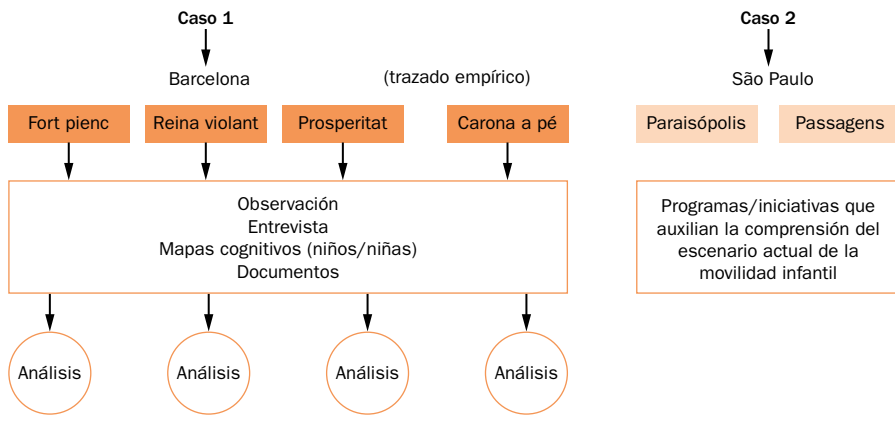 Caso 1
Caso 2
Barcelona
(trazado empírico)
São Paulo
Fort pienc
Reina violant
Prosperitat
Carona a pé
Paraisópolis
Passagens
Observación
Entrevista
Mapas cognitivos (niños/niñas)
Documentos
Programas/iniciativas que
auxilian la comprensión del
escenario actual de la
movilidad infantil
Análisis
Análisis
Análisis
Análisis